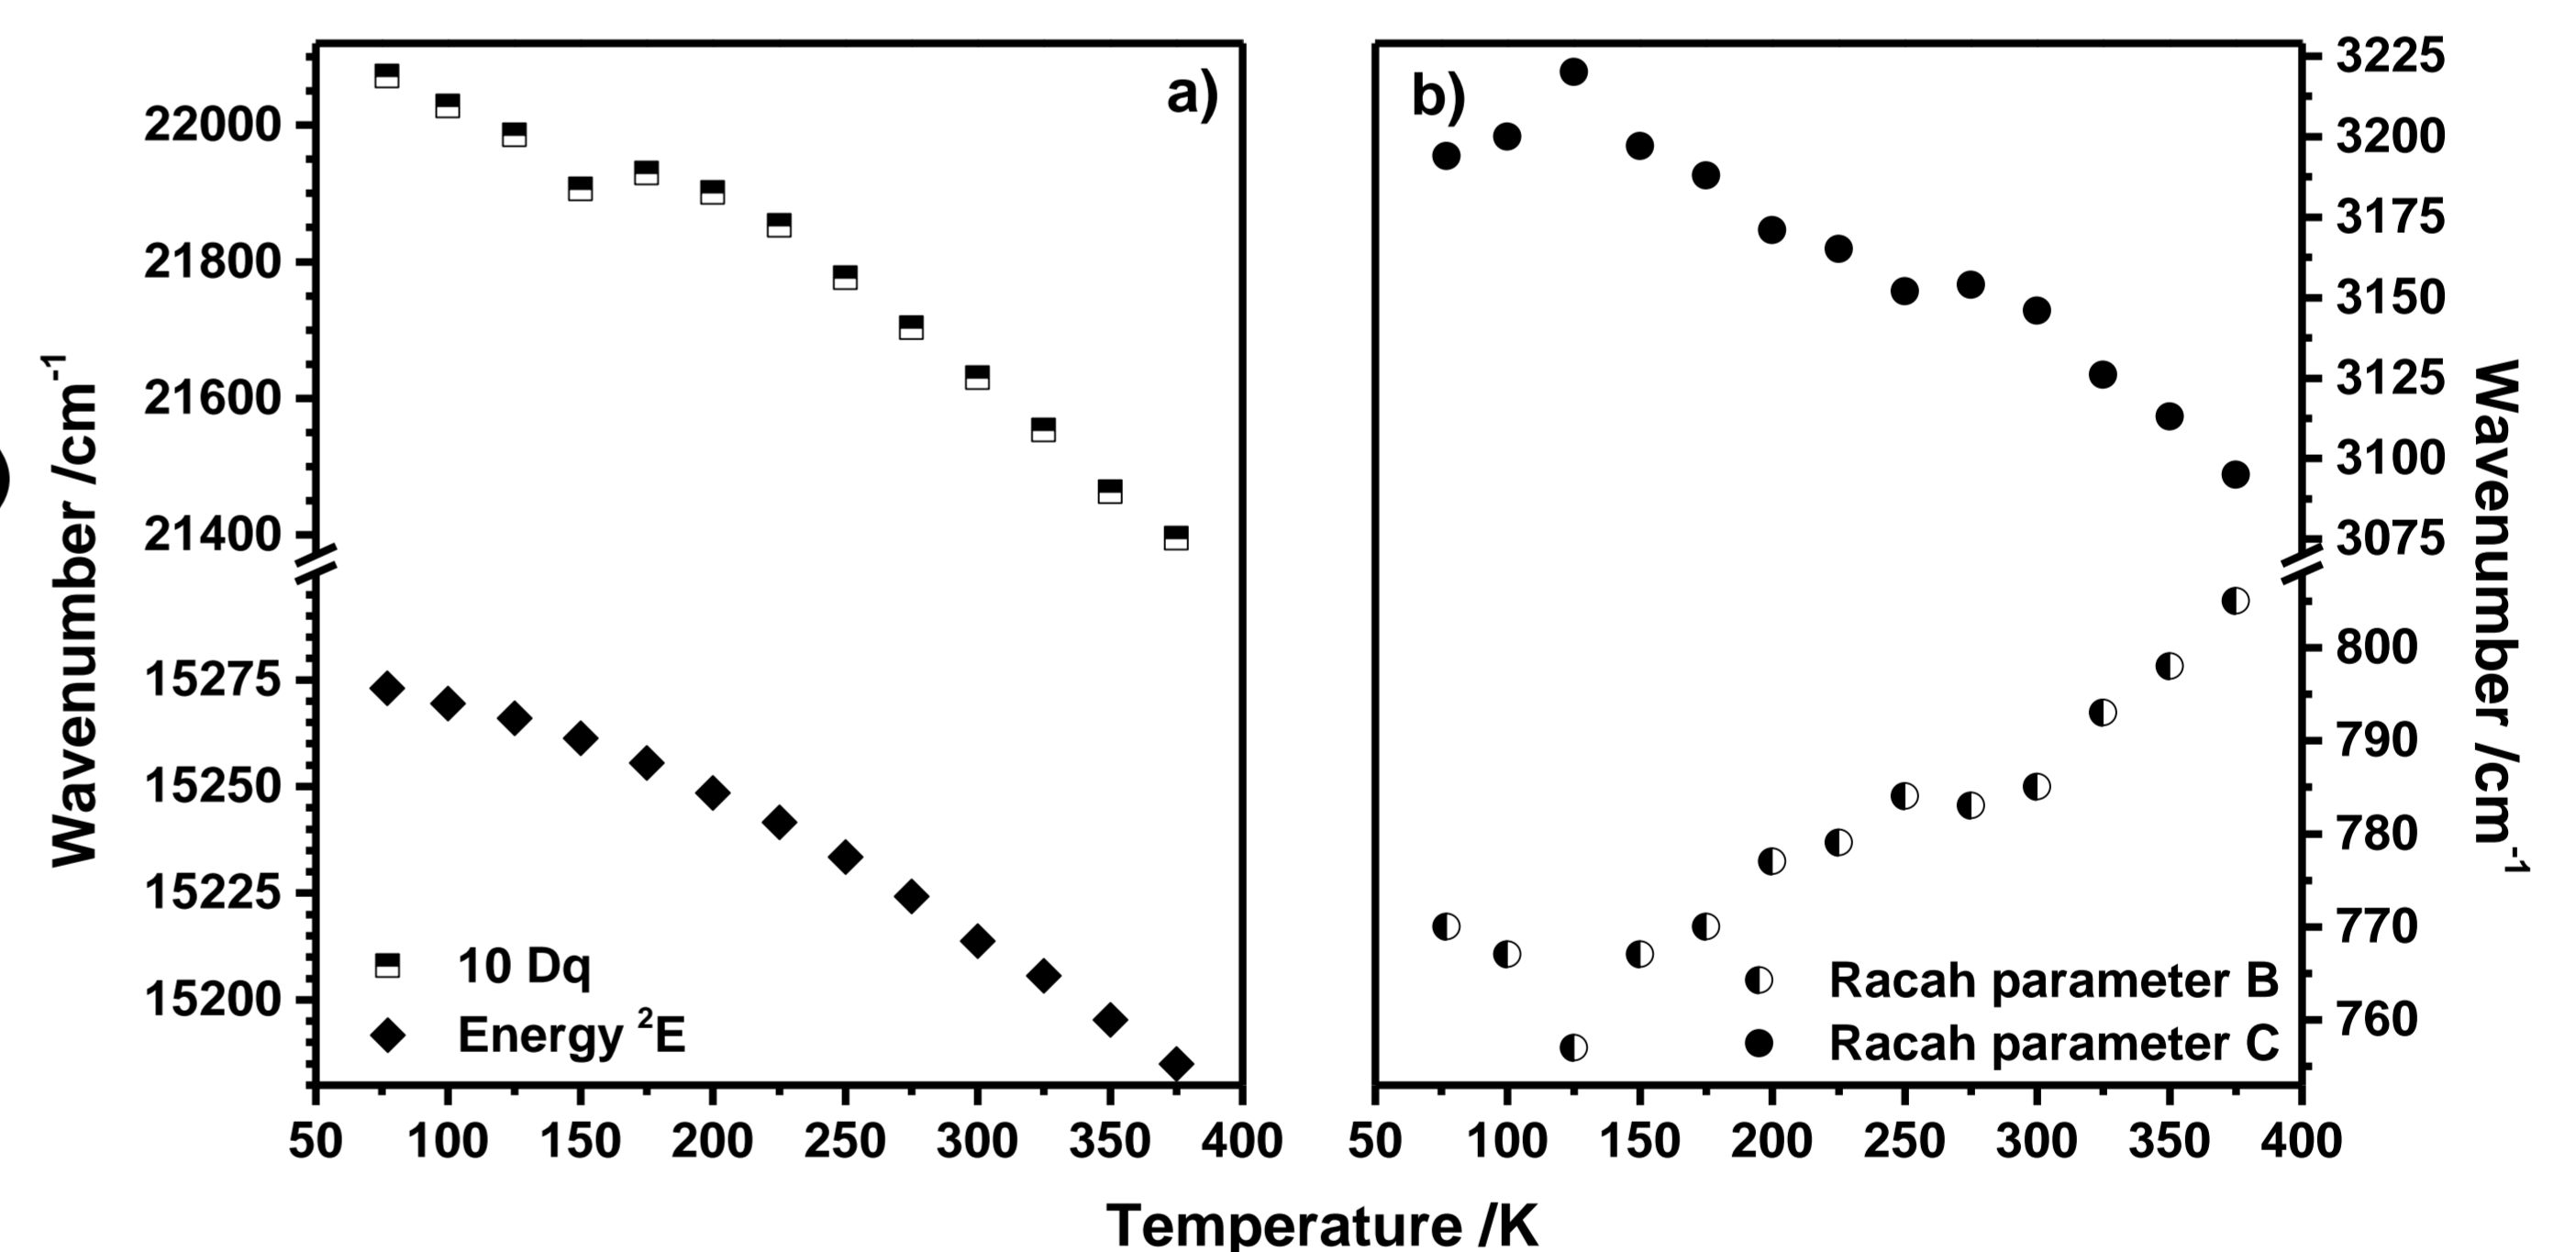 a)
22000
21800
21600
21400
15275
15250
15225
15200
Wavenumber /cm-1
10 Dq
Energy 2E
50 100 150 200 250 300 350 400
b)
3225
3200
3175
3150
3125
3100
3075
800
790
780
770
760
Wavenumber /cm-1
Racah parameter B
Racah parameter C
50 100 150 200 250 300 350 400
Temperature /K